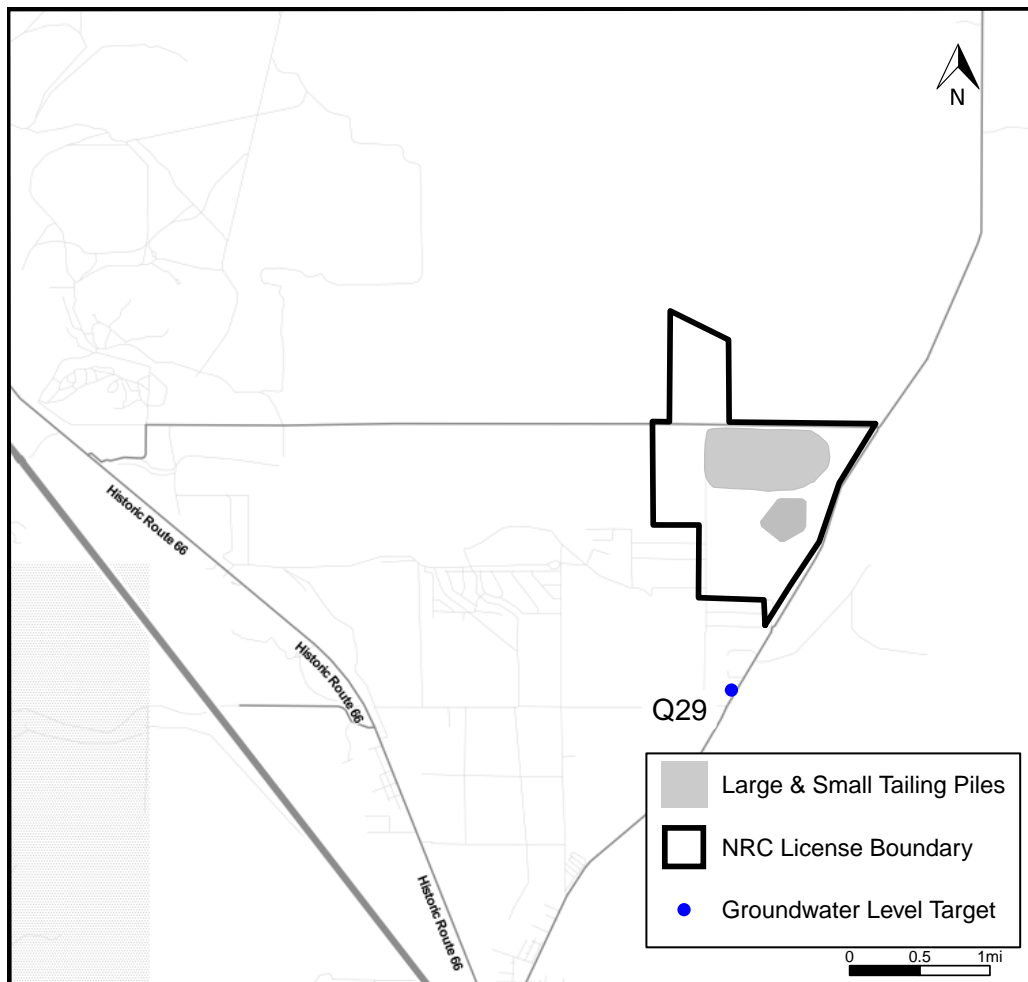 N
Historic Route 66
Historic Route 66
Q29
Large & Small Tailing Piles
NRC License Boundary
Historic Route 66
Groundwater Level Target
0 0.5 1mi